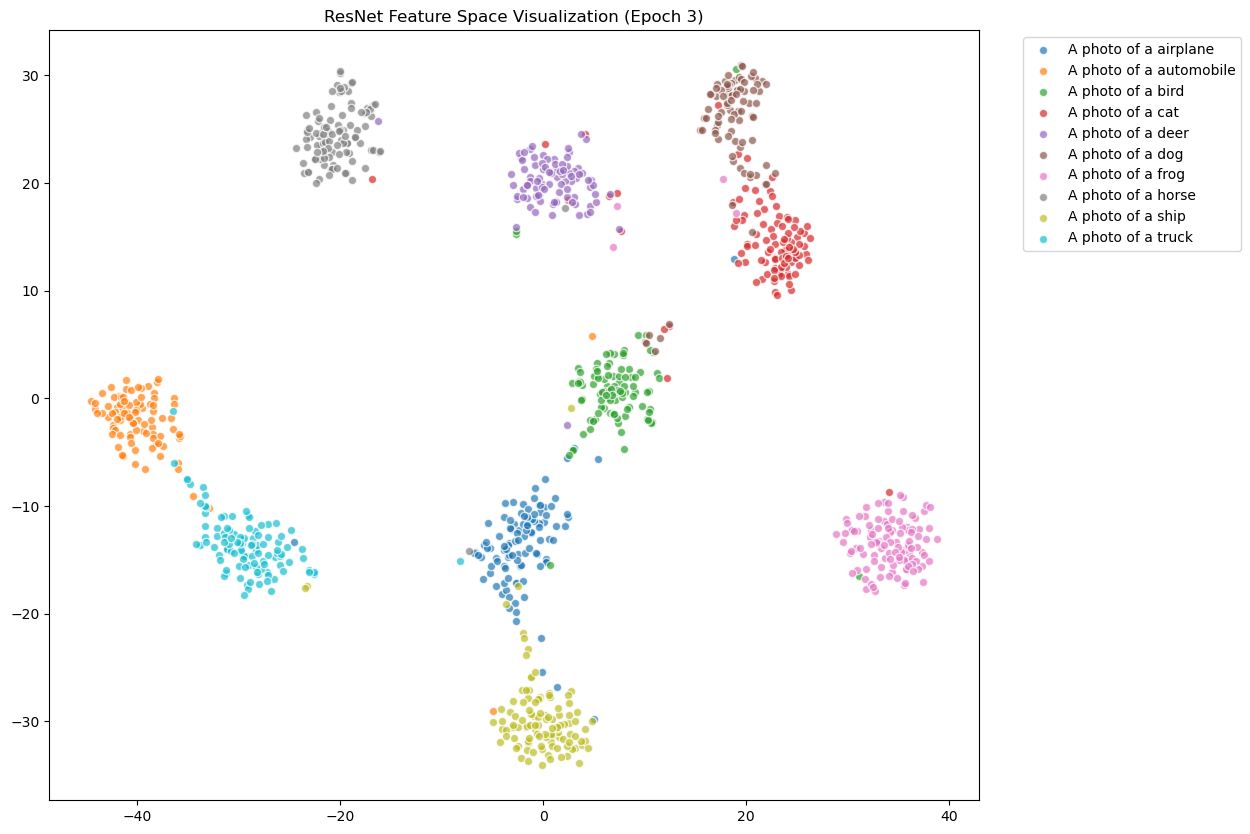 ResNet Feature Space Visualization (Epoch 3)
A photo of a airplane
A photo of a automobile
A photo of a bird
A photo of a cat
A photo of a deer
A photo of a dog
A photo of a frog
A photo of a horse
A photo of a ship
A photo of a truck
30
20
10
0
−10
−20
−30
−40
−20
0
20
40